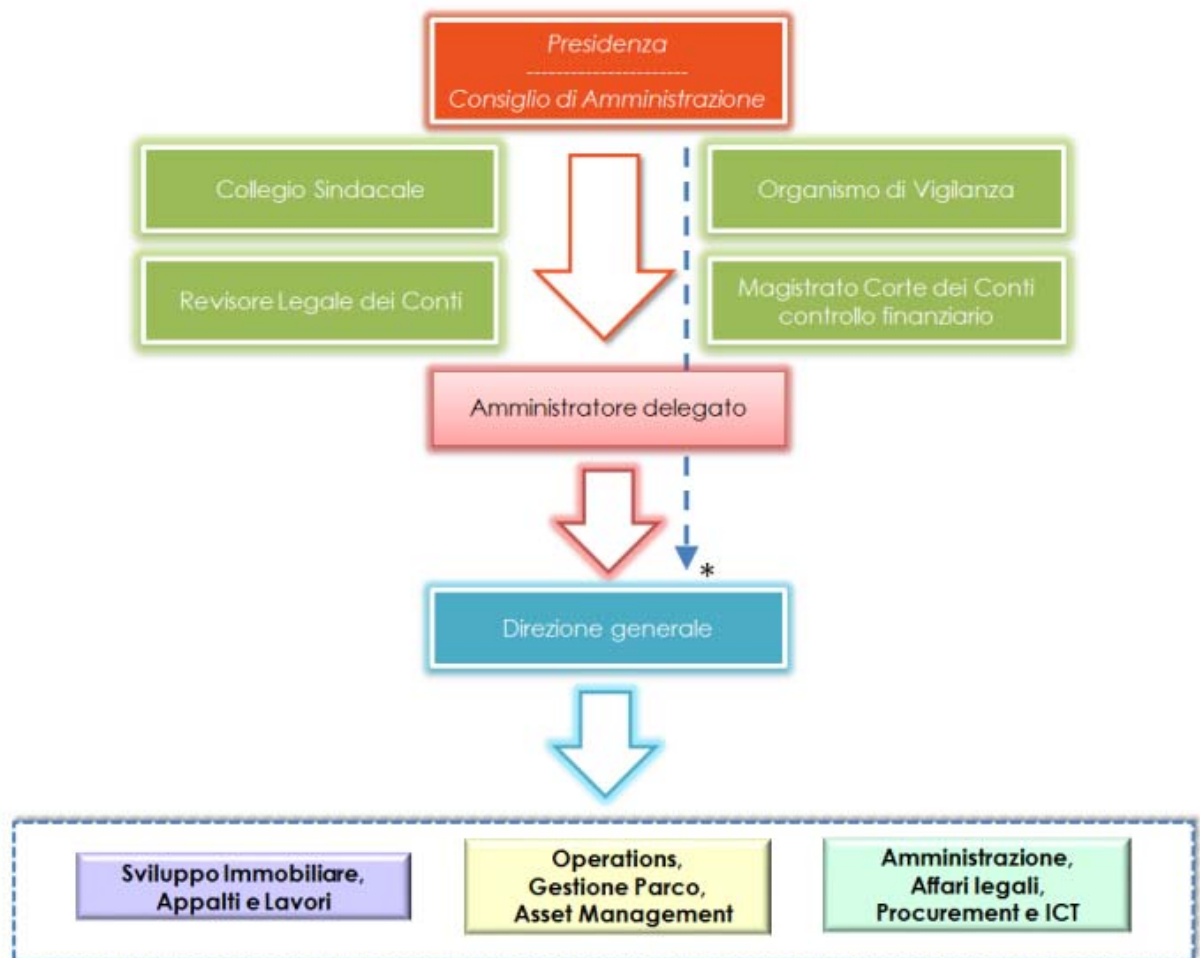 Presidenza
----------------------
Consiglio di Amministrazione
Collegio Sindacale
Organismo di Vigilanza
Revisore Legale dei Conti
Magistrato Corte dei Conti
controllo finanziario
Amministratore delegato
*
Direzione generale
Sviluppo Immobiliare,
Appalti e Lavori
Operations,
Gestione Parco,
Asset Management
Amministrazione,
Affari legali,
Procurement e ICT